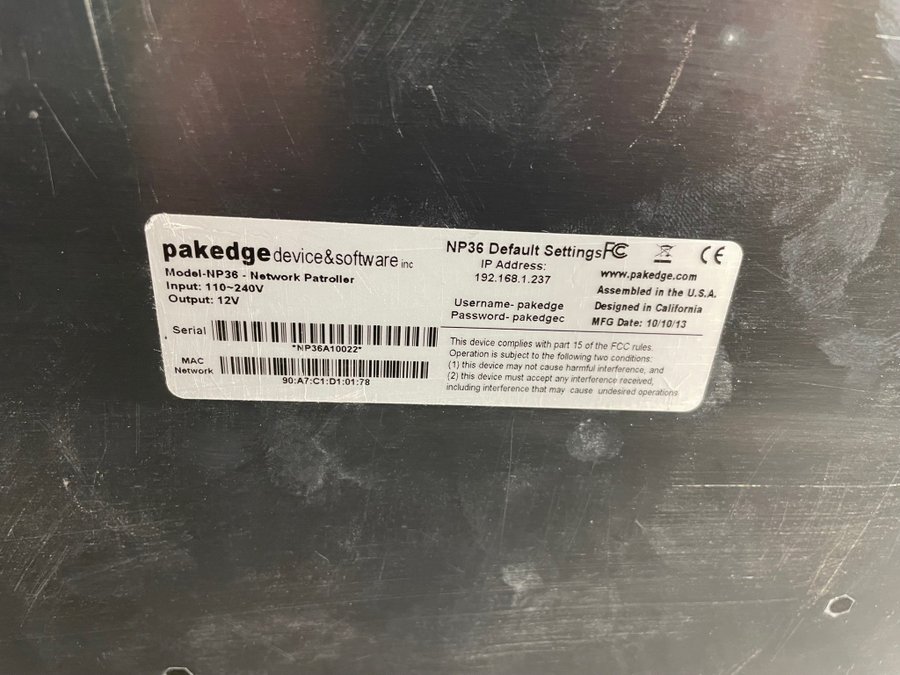 pakedge device&software inc
Model-NP36 - Network Patroller
Input: 110~240V
Output: 12V
Serial
*NP36A10022*
MAC
Network
90:A7:C1:D1:01:78
NP36 Default Settings FC CE
IP Address:
192.168.1.237
Username- pakedge
Password- pakedgec
www.pakedge.com
Assembled in the U.S.A.
Designed in California
MFG Date: 10/10/13
This device complies with part 15 of the FCC rules.
Operation is subject to the following two conditions:
(1) this device may not cause harmful interference, and
(2) this device must accept any interference received,
including interference that may cause undesired operations